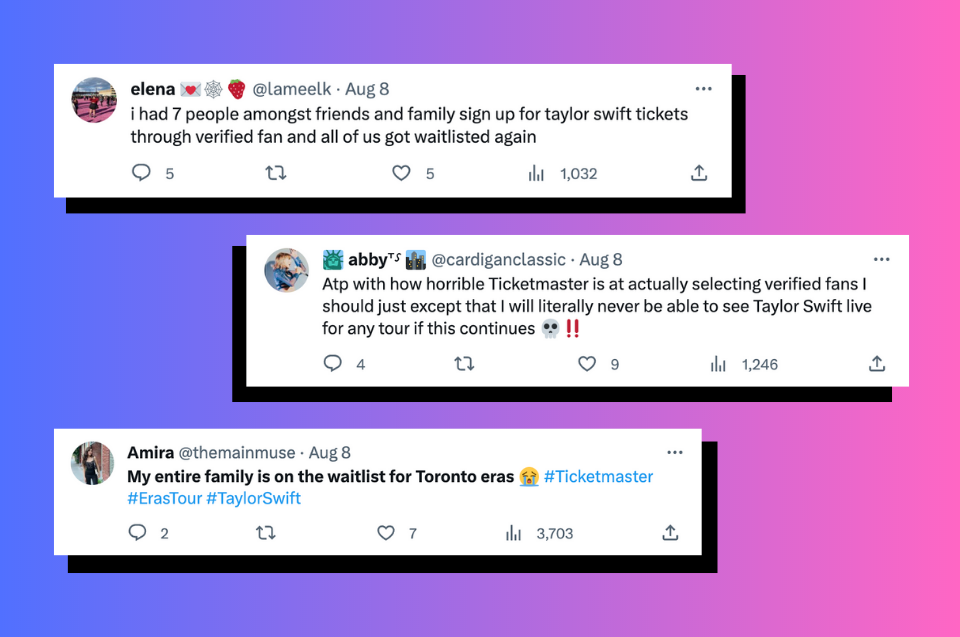 elena 💌🕸️🍓 @lameelk · Aug 8
i had 7 people amongst friends and family sign up for taylor swift tickets
through verified fan and all of us got waitlisted again
5 5 1,032
🗽 abbyᵀˢ 🏙️ @cardiganclassic · Aug 8
Atp with how horrible Ticketmaster is at actually selecting verified fans I
should just except that I will literally never be able to see Taylor Swift live
for any tour if this continues 💀‼️
4 9 1,246
Amira @themainmuse · Aug 8
My entire family is on the waitlist for Toronto eras 😭 #Ticketmaster
#ErasTour #TaylorSwift
2 7 3,703